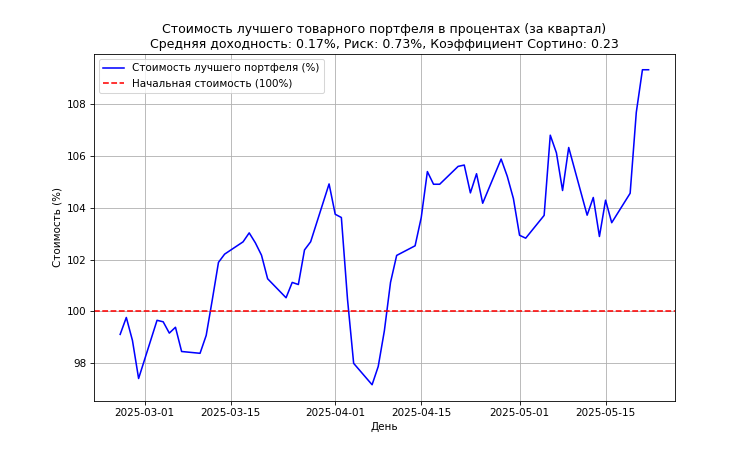 Стоимость лучшего товарного портфеля в процентах (за квартал)
Средняя доходность: 0.17%, Риск: 0.73%, Коэффициент Сортино: 0.23
Стоимость лучшего портфеля (%)
Начальная стоимость (100%)
Стоимость (%)
108
106
104
102
100
98
2025-03-01
2025-03-15
2025-04-01
2025-04-15
2025-05-01
2025-05-15
День